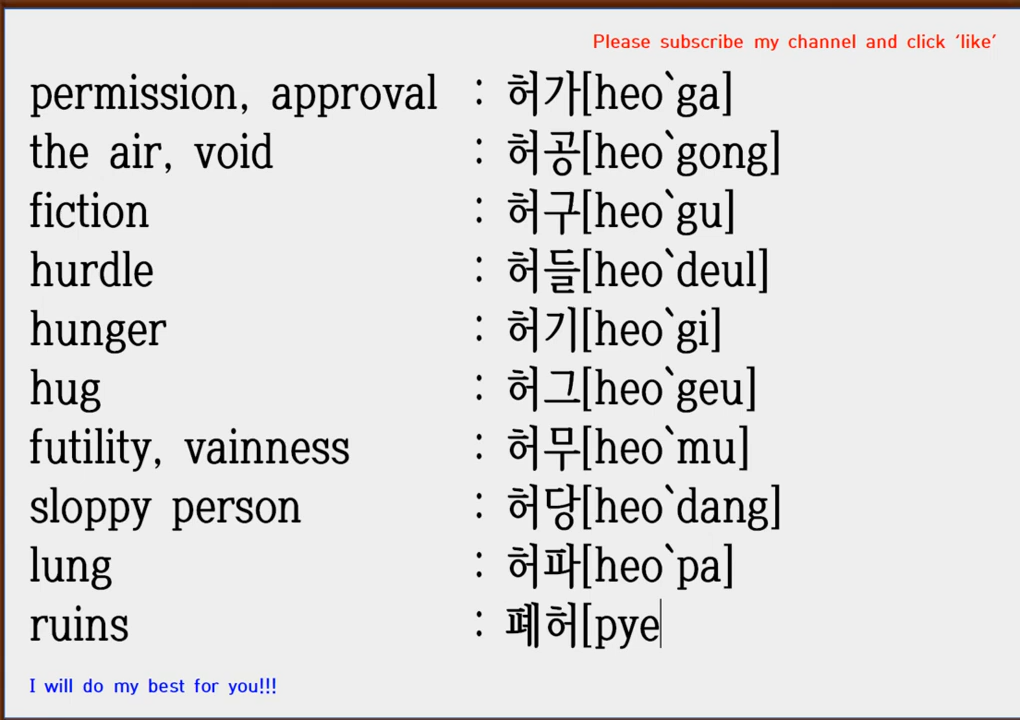 Please subscribe my channel and click ‘like’
permission, approval : 허가[heo`ga]
the air, void : 허공[heo`gong]
fiction : 허구[heo`gu]
hurdle : 허들[heo`deul]
hunger : 허기[heo`gi]
hug : 허그[heo`geu]
futility, vainness : 허무[heo`mu]
sloppy person : 허당[heo`dang]
lung : 허파[heo`pa]
ruins : 폐허[pye
I will do my best for you!!!